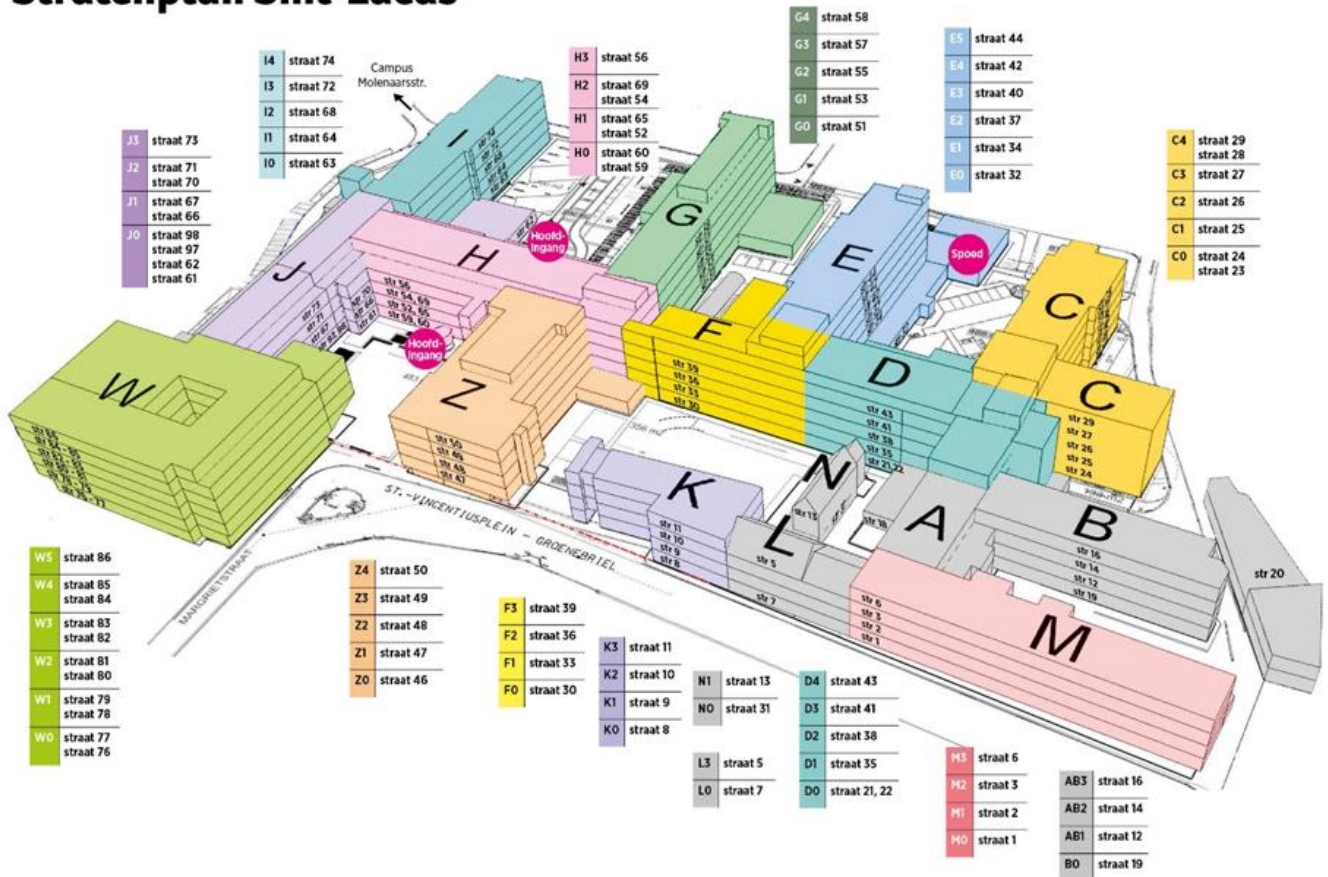 Stratenplan Sint-Lucas
G4 straat 58
G3 straat 57
G2 straat 55
G1 straat 53
G0 straat 51
E5 straat 44
E4 straat 42
E3 straat 40
E2 straat 37
E1 straat 34
E0 straat 32
I4 straat 74
I3 straat 72
I2 straat 68
I1 straat 64
I0 straat 63
Campus
Molenaarsstr.
H3 straat 56
H2 straat 69
straat 54
H1 straat 65
straat 52
H0 straat 60
straat 59
J3 straat 73
J2 straat 71
straat 70
J1 straat 67
straat 66
J0 straat 98
straat 97
straat 62
straat 61
C4 straat 29
straat 28
C3 straat 27
C2 straat 26
C1 straat 25
C0 straat 24
straat 23
I
G
H
J
E
C
Hoofd-
ingang
Spoed
str 56
str 54, 69
str 52, 65
str 59, 60
Hoofd-
ingang
W
Z
F
str 39
str 36
str 33
str 30
D
str 43
str 41
str 38
str 35
str 21, 22
C
str 29
str 27
str 26
str 25
str 24
str 50
str 49
str 48
str 47
356 m2
K
str 11
str 10
str 9
str 8
N
str 13
L
str 5
str 7
str 18
A
B
str 16
str 14
str 12
str 19
str 20
M
str 6
str 3
str 2
str 1
ST.-VINCENTIUSPLEIN - GROENEBRIEL
MARGRIETSTRAAT
W5 straat 86
W4 straat 85
straat 84
W3 straat 83
straat 82
W2 straat 81
straat 80
W1 straat 79
straat 78
W0 straat 77
straat 76
Z4 straat 50
Z3 straat 49
Z2 straat 48
Z1 straat 47
Z0 straat 46
F3 straat 39
F2 straat 36
F1 straat 33
F0 straat 30
K3 straat 11
K2 straat 10
K1 straat 9
K0 straat 8
N1 straat 13
N0 straat 31
L3 straat 5
L0 straat 7
D4 straat 43
D3 straat 41
D2 straat 38
D1 straat 35
D0 straat 21, 22
M3 straat 6
M2 straat 3
M1 straat 2
M0 straat 1
AB3 straat 16
AB2 straat 14
AB1 straat 12
B0 straat 19